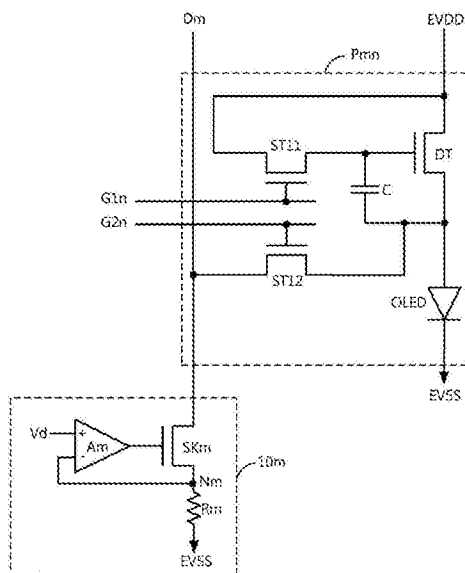 Dm
EVDD
Pmn
ST11
DT
C
G1n
G2n
ST12
OLED
EVSS
Vd
+
Am
-
SKm
10m
Nm
Rm
EVSS